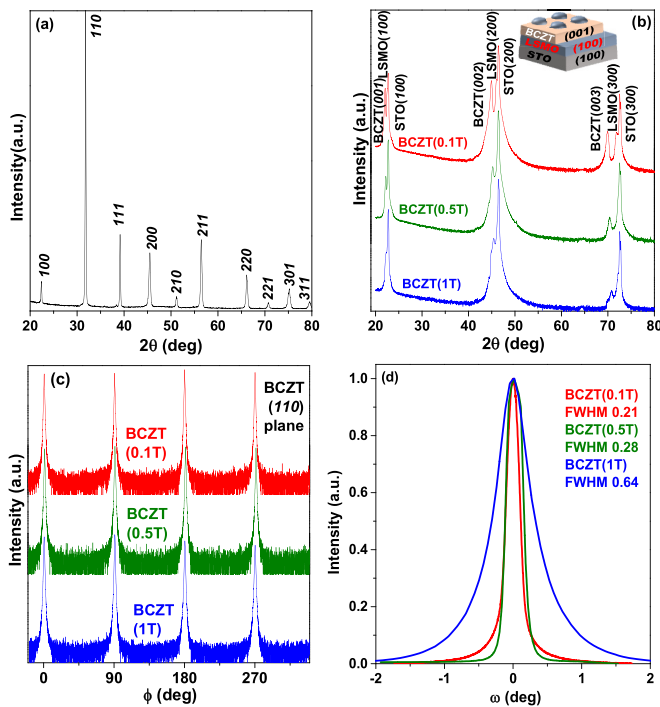 (a)
110
100
111
200
210
211
220
221
301
311
Intensity(a.u.)
20 30 40 50 60 70 80
2θ (deg)
(b)
BCZT (001)
LSMO (100)
STO (100)
BCZT(001)
LSMO(100)
STO(100)
BCZT(002)
LSMO(200)
STO(200)
BCZT(003)
LSMO(300)
STO(300)
BCZT(0.1T)
BCZT(0.5T)
BCZT(1T)
Intensity(a.u.)
20 30 40 50 60 70 80
2θ (deg)
(c)
BCZT
(110)
plane
BCZT
(0.1T)
BCZT
(0.5T)
BCZT
(1T)
Intensity (a.u.)
0 90 180 270
ϕ (deg)
(d)
BCZT(0.1T)
FWHM 0.21
BCZT(0.5T)
FWHM 0.28
BCZT(1T)
FWHM 0.64
Intensity (a.u.)
1.0
0.8
0.6
0.4
0.2
0.0
-2 -1 0 1 2
ω (deg)